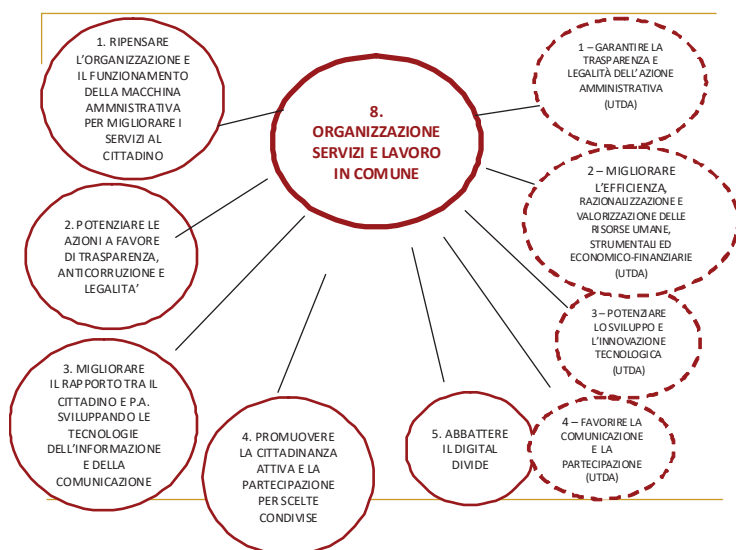 1. RIPENSARE
L'ORGANIZZAZIONE E
IL FUNZIONAMENTO
DELLA MACCHINA
AMMNISTRATIVA
PER MIGLIORARE I
SERVIZI AL
CITTADINO
8.
ORGANIZZAZIONE
SERVIZI E LAVORO
IN COMUNE
1 – GARANTIRE LA
TRASPARENZA E
LEGALITÀ DELL'AZIONE
AMMINISTRATIVA
(UTDA)
2 – MIGLIORARE
L'EFFICIENZA,
RAZIONALIZZAZIONE E
VALORIZZAZIONE DELLE
RISORSE UMANE,
STRUMENTALI ED
ECONOMICO-FINANZIARIE
(UTDA)
2. POTENZIARE LE
AZIONI A FAVORE
DI TRASPARENZA,
ANTICORRUZIONE E
LEGALITA'
3 – POTENZIARE
LO SVILUPPO E
L'INNOVAZIONE
TECNOLOGICA
(UTDA)
3. MIGLIORARE
IL RAPPORTO TRA IL
CITTADINO E P.A.
SVILUPPANDO LE
TECNOLOGIE
DELL'INFORMAZIONE
E DELLA
COMUNICAZIONE
4. PROMUOVERE
LA CITTADINANZA
ATTIVA E LA
PARTECIPAZIONE
PER SCELTE
CONDIVISE
5. ABBATTERE
IL DIGITAL
DIVIDE
4 – FAVORIRE LA
COMUNICAZIONE
E LA
PARTECIPAZIONE
(UTDA)